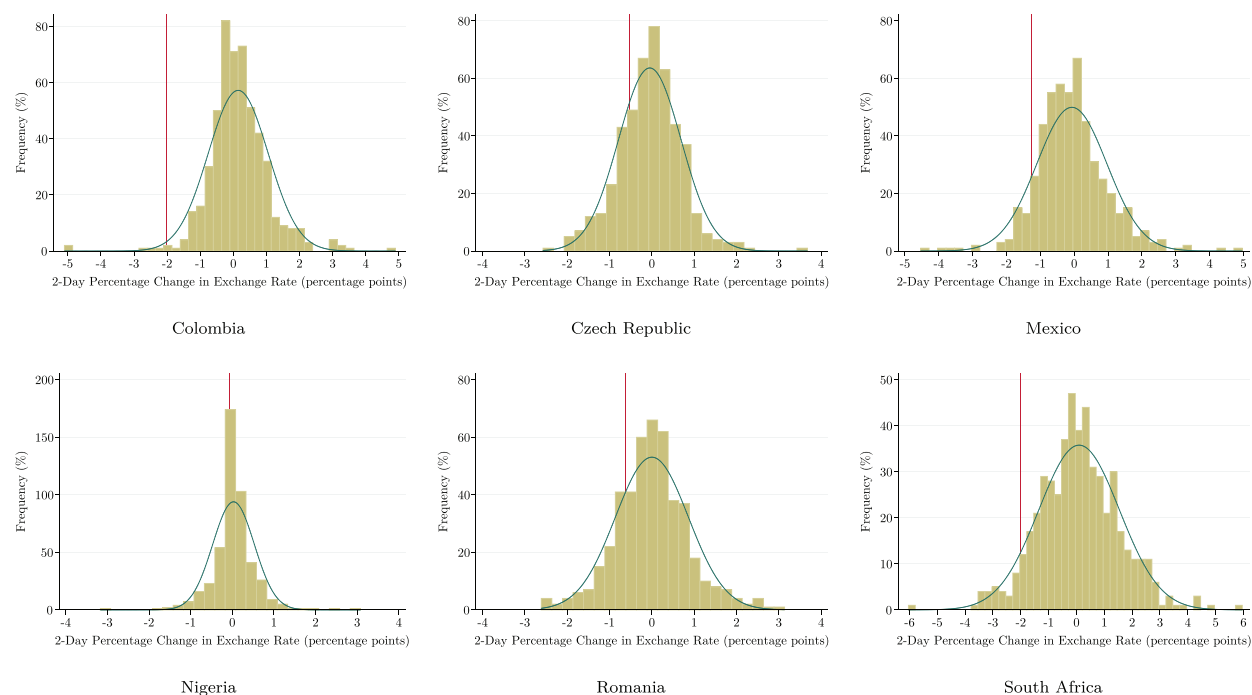 Frequency (%)
80
60
40
20
0
-5 -4 -3 -2 -1 0 1 2 3 4 5
2-Day Percentage Change in Exchange Rate (percentage points)
Colombia
Frequency (%)
80
60
40
20
0
-4 -3 -2 -1 0 1 2 3 4
2-Day Percentage Change in Exchange Rate (percentage points)
Czech Republic
Frequency (%)
80
60
40
20
0
-5 -4 -3 -2 -1 0 1 2 3 4 5
2-Day Percentage Change in Exchange Rate (percentage points)
Mexico
Frequency (%)
200
150
100
50
0
-4 -3 -2 -1 0 1 2 3 4
2-Day Percentage Change in Exchange Rate (percentage points)
Nigeria
Frequency (%)
80
60
40
20
0
-4 -3 -2 -1 0 1 2 3 4
2-Day Percentage Change in Exchange Rate (percentage points)
Romania
Frequency (%)
50
40
30
20
10
0
-6 -5 -4 -3 -2 -1 0 1 2 3 4 5 6
2-Day Percentage Change in Exchange Rate (percentage points)
South Africa